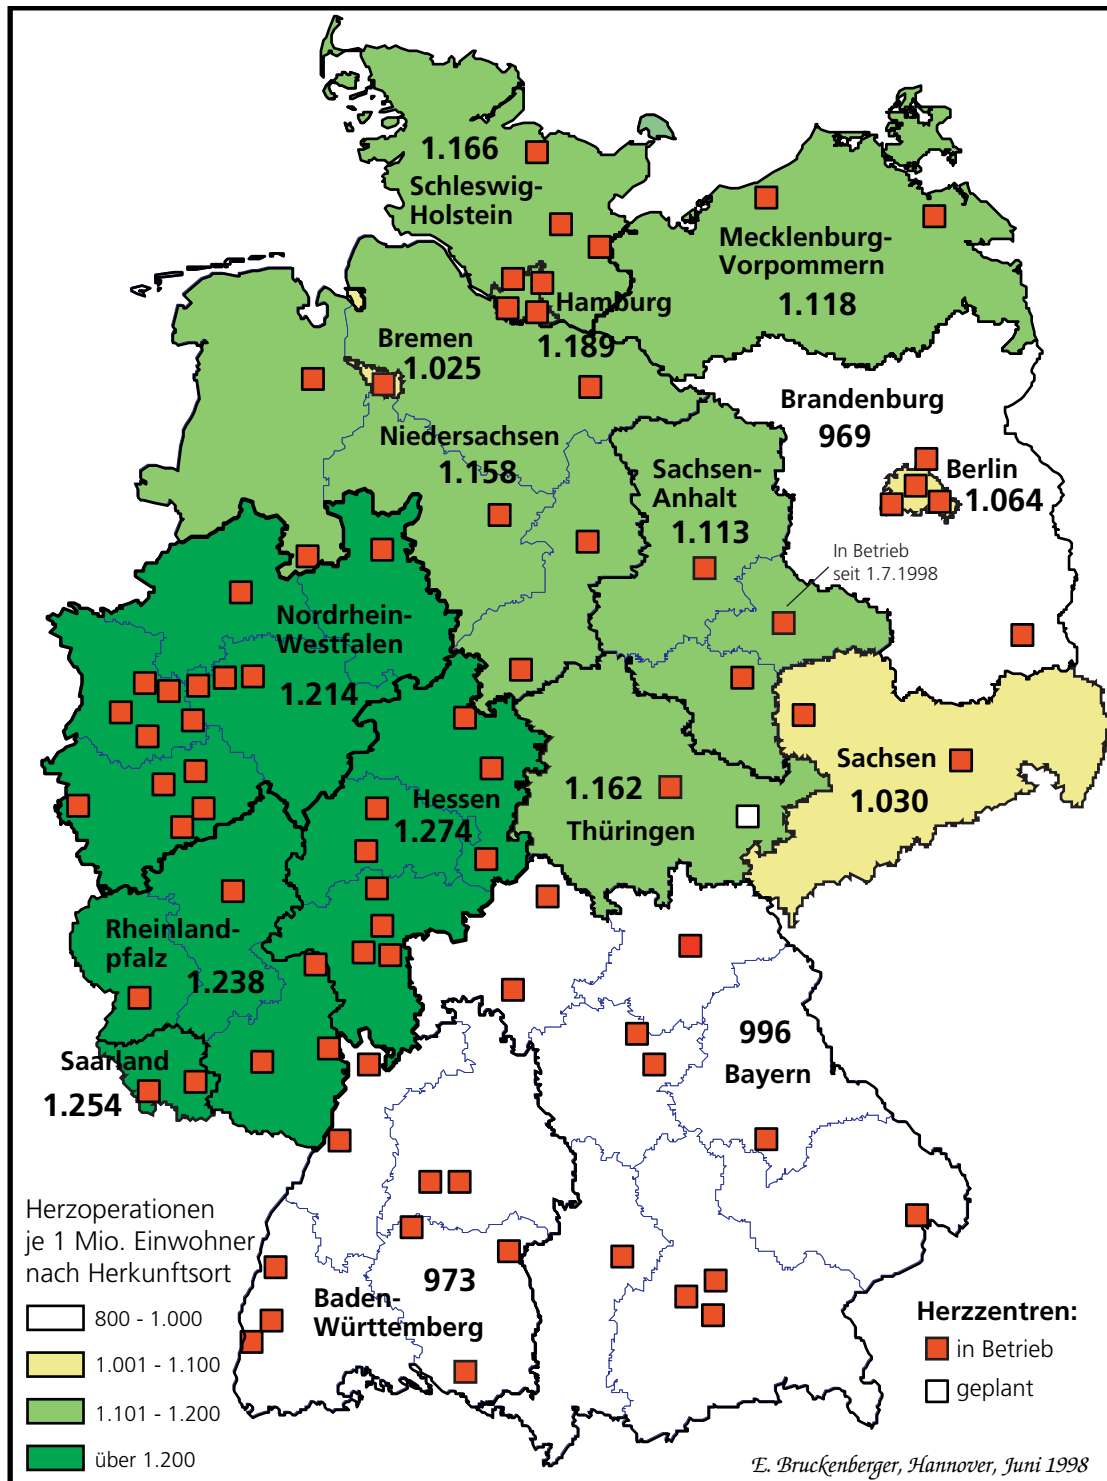 1.166
Schleswig-
Holstein
Mecklenburg-
Vorpommern
1.118
Hamburg
1.189
Bremen
1.025
Niedersachsen
1.158
Brandenburg
969
Berlin
1.064
Sachsen-
Anhalt
1.113
In Betrieb
seit 1.7.1998
Nordrhein-
Westfalen
1.214
Hessen
1.274
1.162
Thüringen
Sachsen
1.030
Rheinland-
pfalz
1.238
Saarland
1.254
996
Bayern
973
Baden-
Württemberg
Herzoperationen
je 1 Mio. Einwohner
nach Herkunftsort
800 - 1.000
1.001 - 1.100
1.101 - 1.200
über 1.200
Herzzentren:
in Betrieb
geplant
E. Bruckenberger, Hannover, Juni 1998